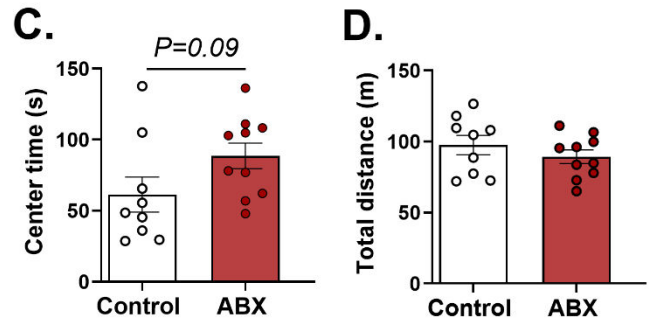 C.
P=0.09
Center time (s)
150
100
50
0
Control
ABX
D.
Total distance (m)
150
100
50
0
Control
ABX